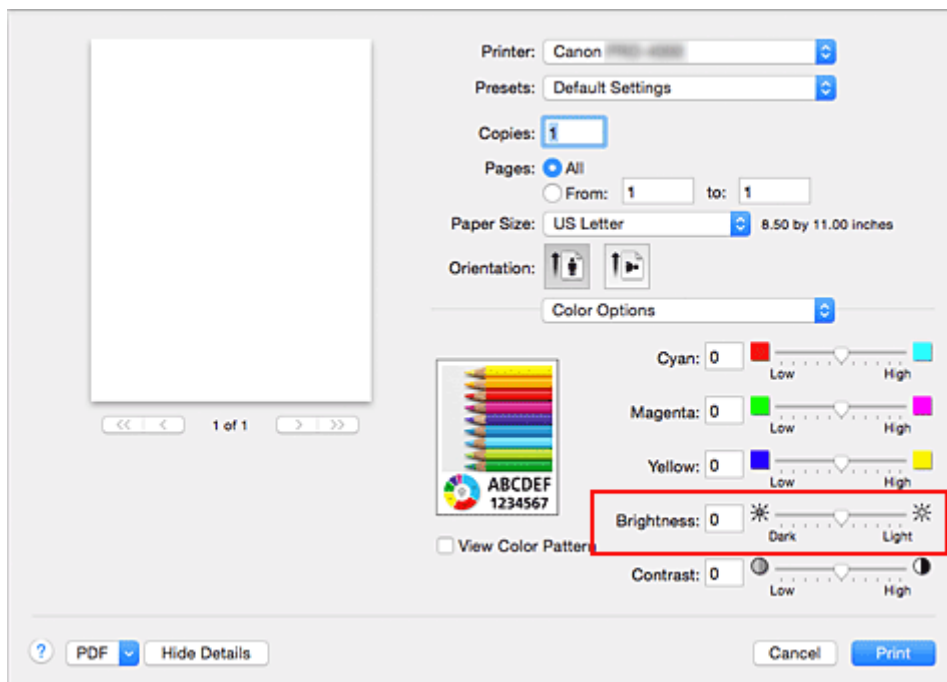 Printer: Canon
Presets: Default Settings
Copies: 1
Pages: All
From: 1 to: 1
Paper Size: US Letter 8.50 by 11.00 inches
Orientation:
Color Options
1 of 1
Cyan: 0
Low High
Magenta: 0
Low High
Yellow: 0
Low High
ABCDEF
1234567
Brightness: 0
Dark Light
View Color Pattern
Contrast: 0
Low High
? PDF Hide Details Cancel Print